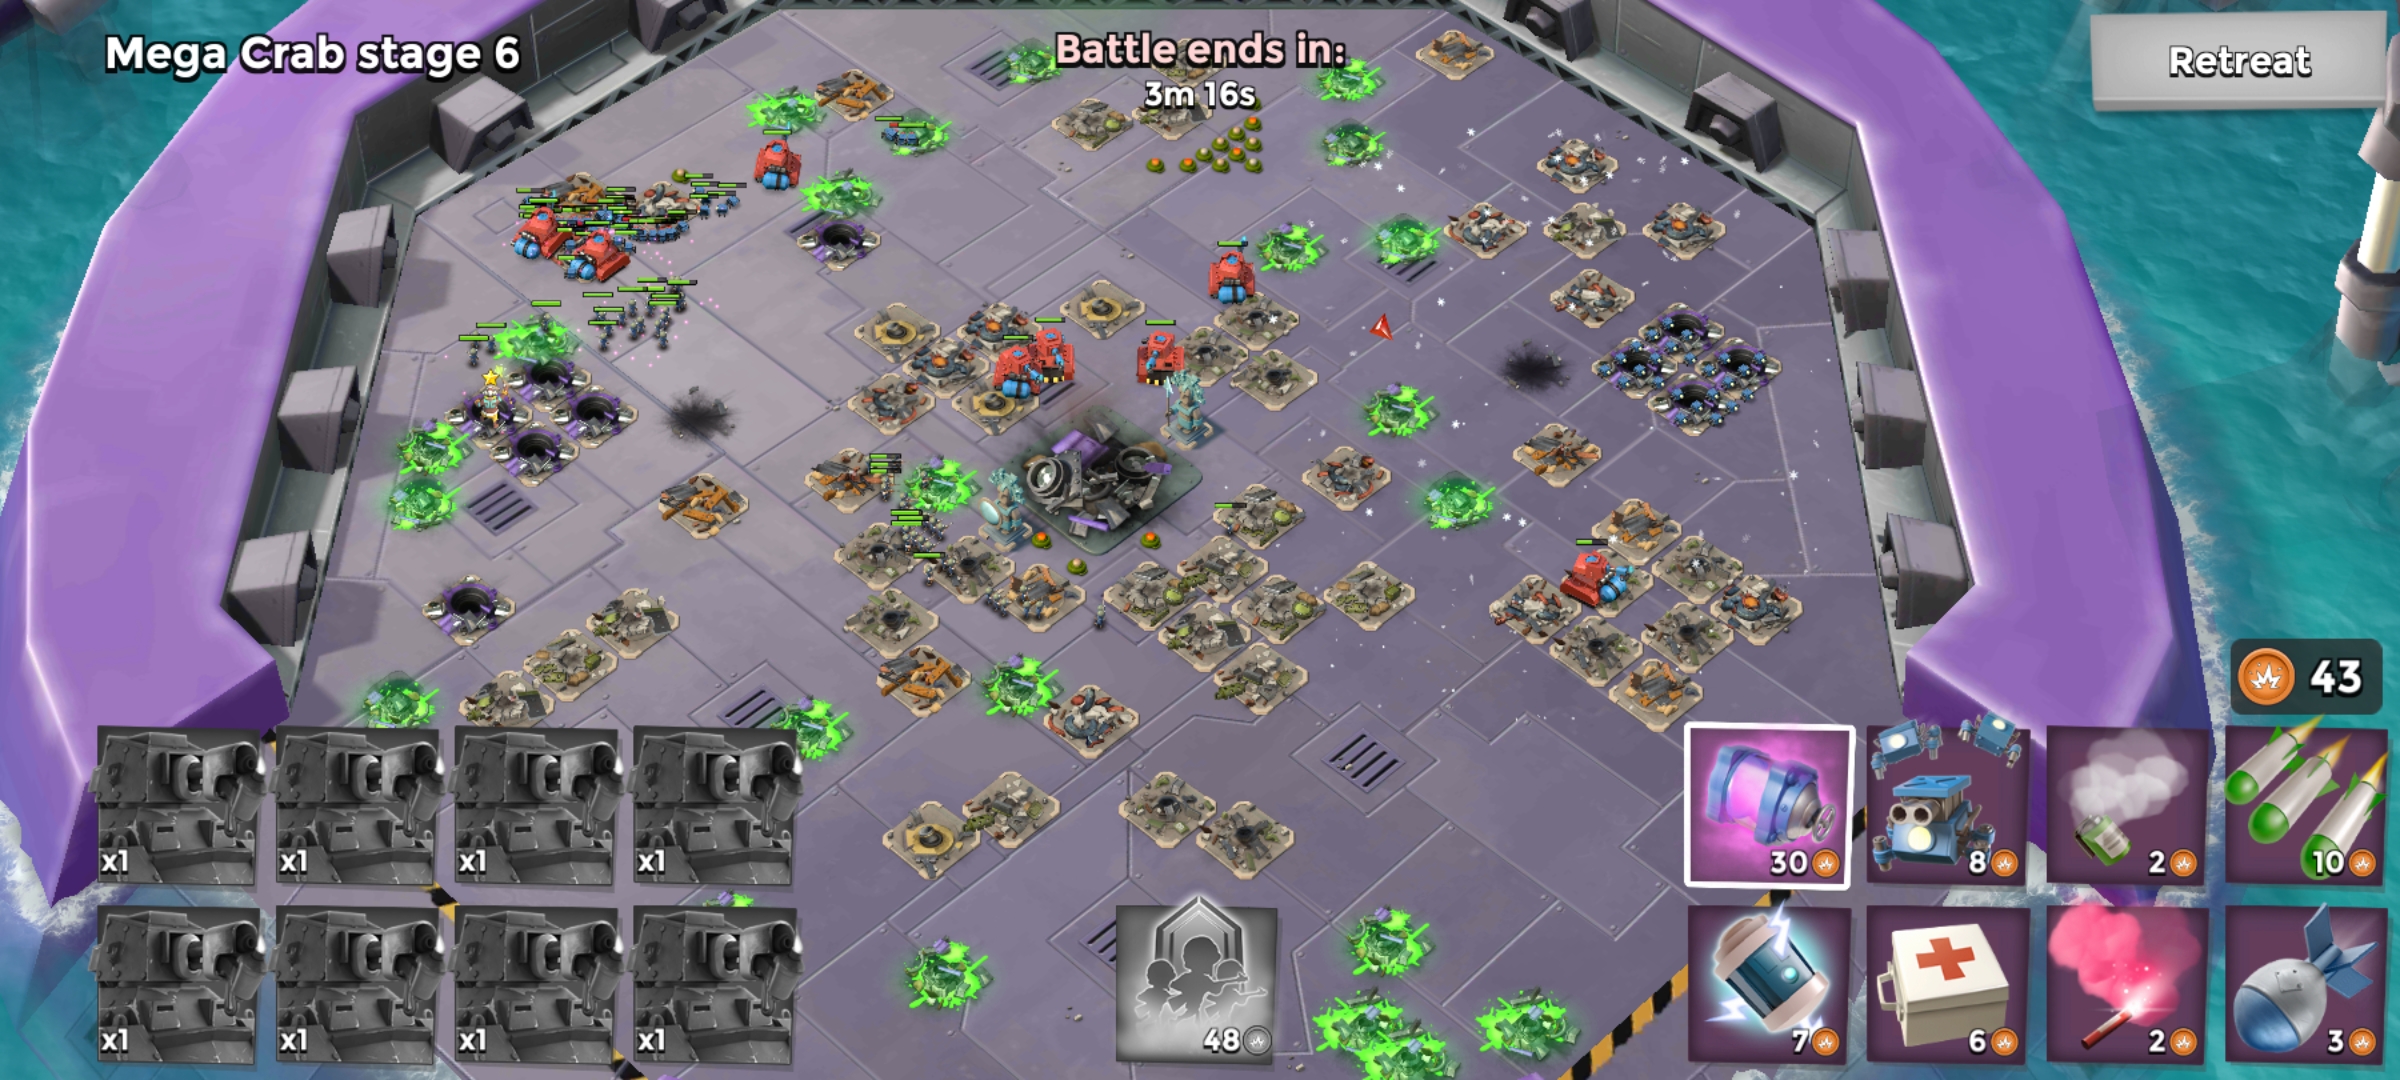 Mega Crab stage 6
Battle ends in:
3m 16s
Retreat
43
x1 x1 x1 x1
30 8 2 10
x1 x1 x1 x1
48
7 6 2 3